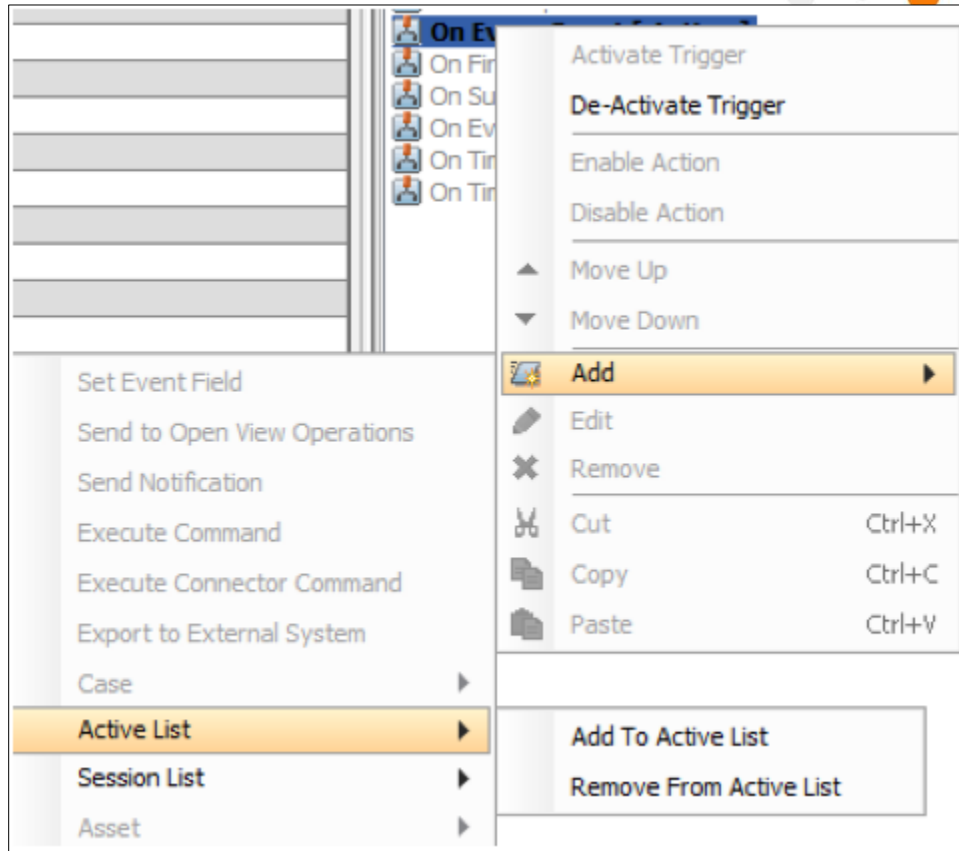 On Ev
On Fir
On Su
On Ev
On Tir
On Tir
Activate Trigger
De-Activate Trigger
Enable Action
Disable Action
Move Up
Move Down
Add
Edit
Remove
Cut Ctrl+X
Copy Ctrl+C
Paste Ctrl+V
Set Event Field
Send to Open View Operations
Send Notification
Execute Command
Execute Connector Command
Export to External System
Case
Active List
Session List
Asset
Add To Active List
Remove From Active List